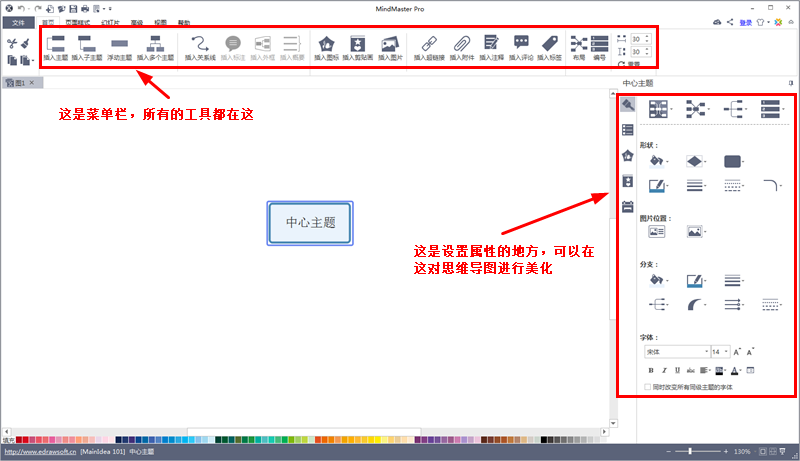 MindMaster Pro
文件 首页 页面样式 幻灯片 高级 视图 帮助
登录
插入主题 插入子主题 浮动主题 插入多个主题 插入关系线 插入标注 插入外框 插入概要 插入图标 插入剪贴画 插入图片 插入超链接 插入附件 插入注释 插入评论 插入标签 布局 编号
30
30
重置
图1
中心主题
这是菜单栏，所有的工具都在这
形状：
中心主题
图片位置：
这是设置属性的地方，可以在
这对思维导图进行美化
分支：
字体：
宋体 14
B I U abc
同时改变所有同级主题的字体
填充
http://www.edrawsoft.cn [MainIdea 101] 中心主题 130%